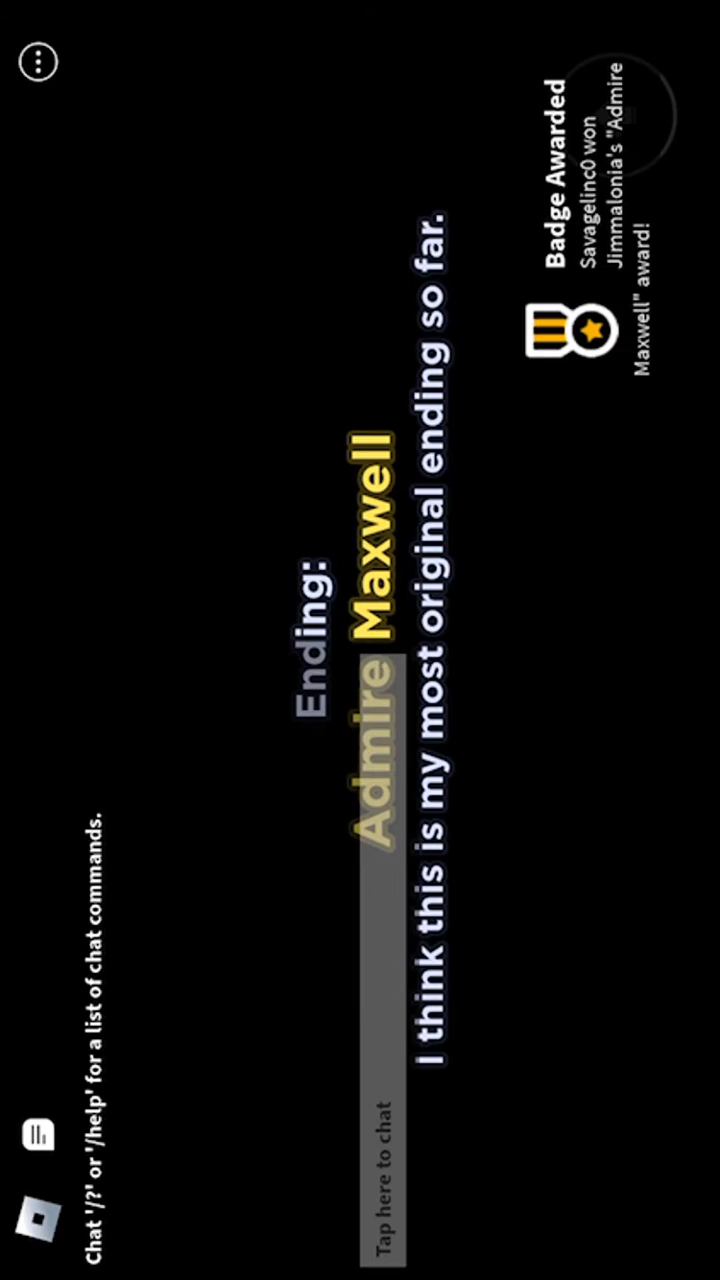 Chat '/?' or '/help' for a list of chat commands.
Ending:
Admire Maxwell
Tap here to chat
I think this is my most original ending so far.
Badge Awarded
Savagelinc0 won
Jimmalonia's "Admire
Maxwell" award!